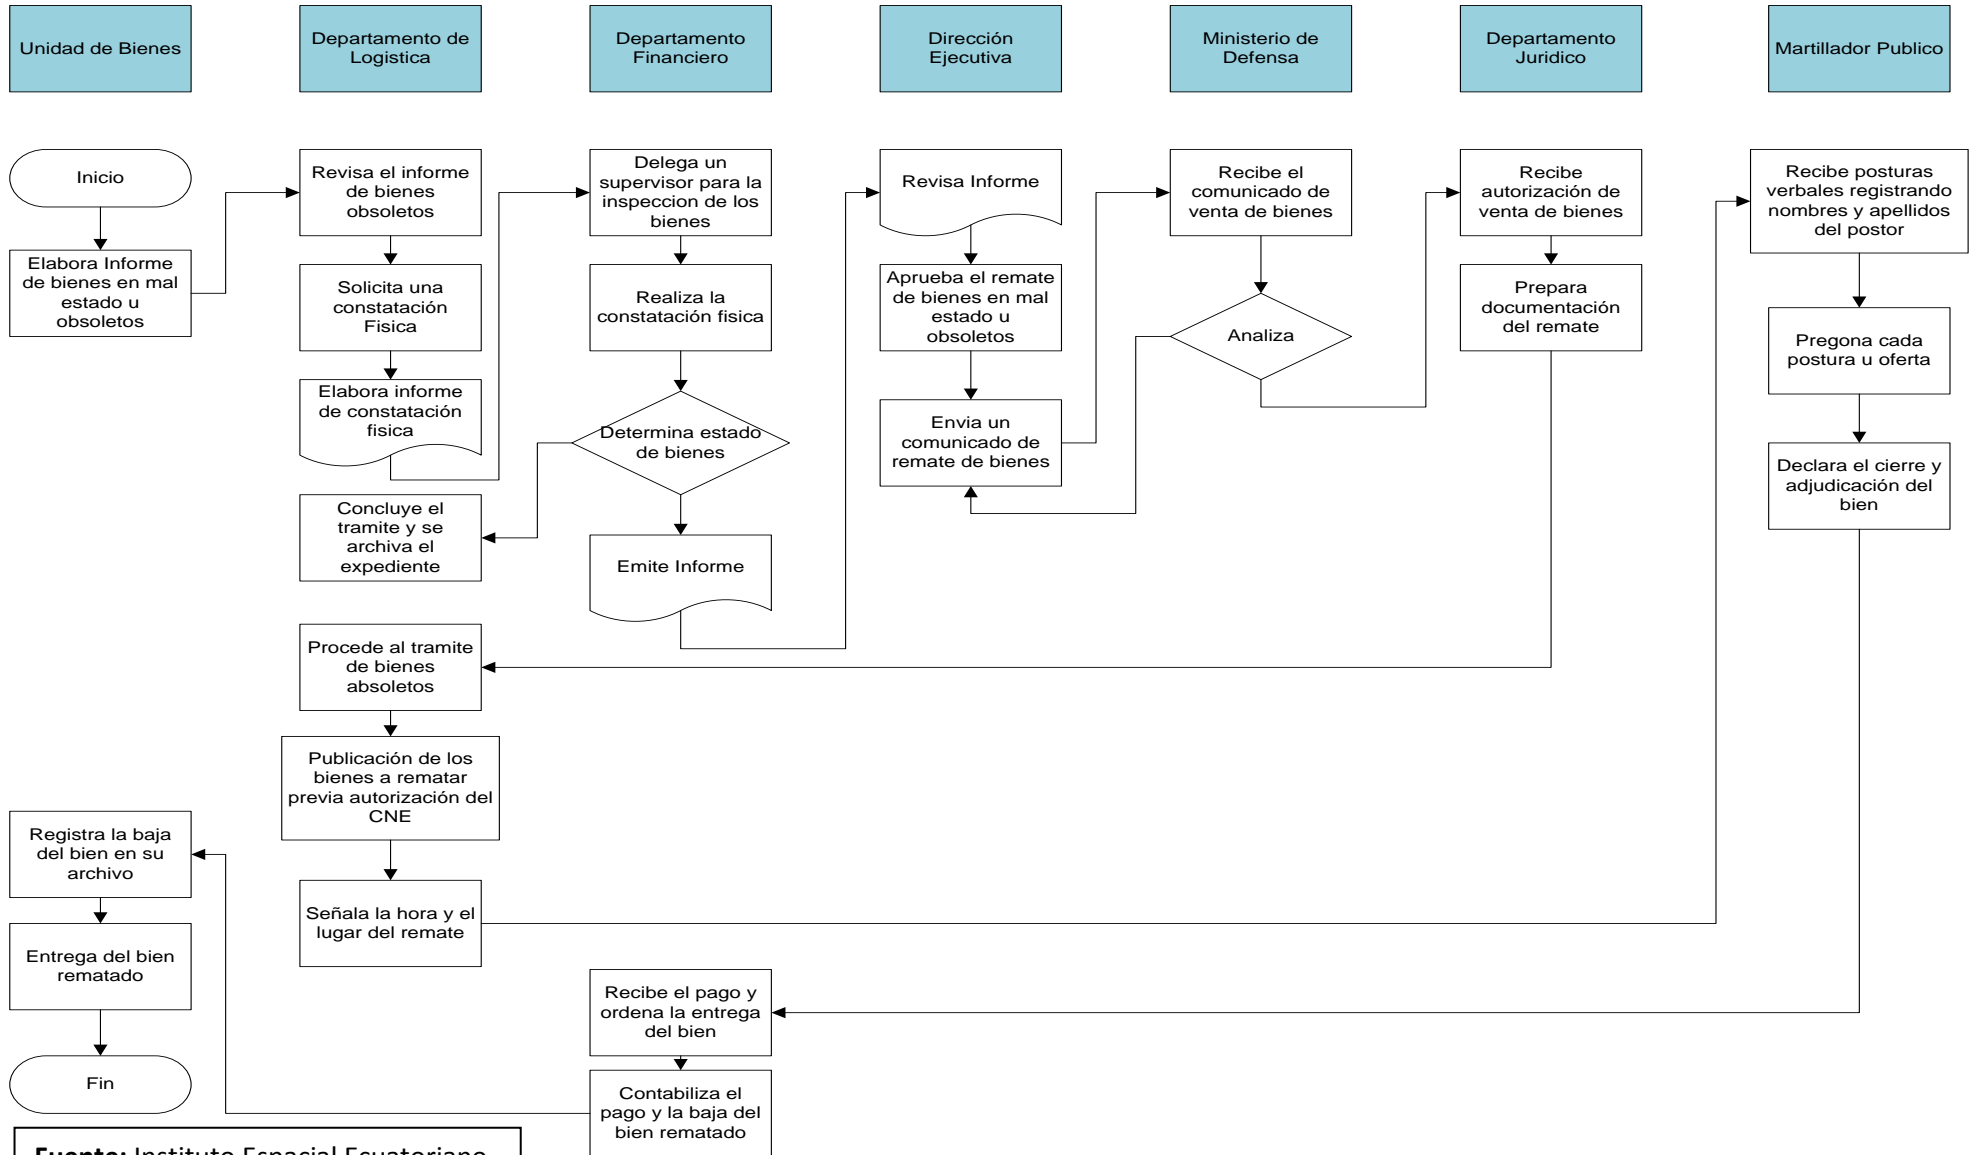 Unidad de Bienes
Departamento de
Logistica
Departamento
Financiero
Dirección
Ejecutiva
Ministerio de
Defensa
Departamento
Juridico
Martillador Publico
Inicio
Elabora Informe
de bienes en mal
estado u
obsoletos
Revisa el informe
de bienes
obsoletos
Solicita una
constatación
Fisica
Elabora informe
de constatación
fisica
Concluye el
tramite y se
archiva el
expediente
Delega un
supervisor para la
inspeccion de los
bienes
Realiza la
constatación fisica
Determina estado
de bienes
Emite Informe
Revisa Informe
Aprueba el remate
de bienes en mal
estado u
obsoletos
Envia un
comunicado de
remate de bienes
Recibe el
comunicado de
venta de bienes
Analiza
Recibe
autorización de
venta de bienes
Prepara
documentación
del remate
Recibe posturas
verbales registrando
nombres y apellidos
del postor
Pregona cada
postura u oferta
Declara el cierre y
adjudicación del
bien
Procede al tramite
de bienes
absoletos
Publicación de los
bienes a rematar
previa autorización del
CNE
Señala la hora y el
lugar del remate
Recibe el pago y
ordena la entrega
del bien
Contabiliza el
pago y la baja del
bien rematado
Registra la baja
del bien en su
archivo
Entrega del bien
rematado
Fin
Fuente: Instituto Espacial Ecuatoriano